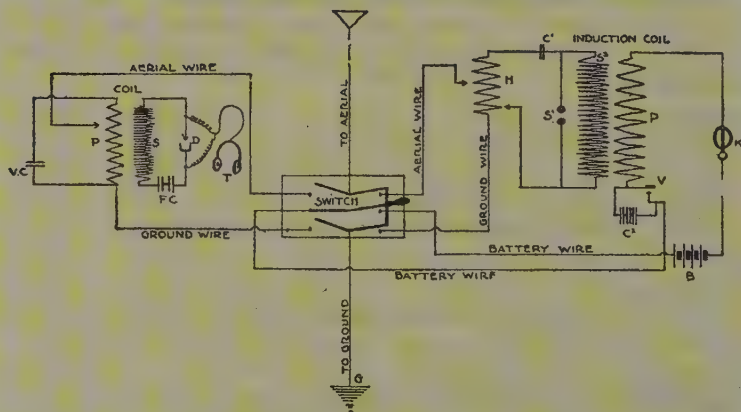 AERIAL WIRE
COIL
P
S
D
T
V.C
FC
GROUND WIRE
TO AERIAL
SWITCH
TO GROUND
G
AERIAL WIRE
GROUND WIRE
H
C'
INDUCTION COIL
S²
S'
P
K
V
C²
B
BATTERY WIRE
BATTERY WIRE